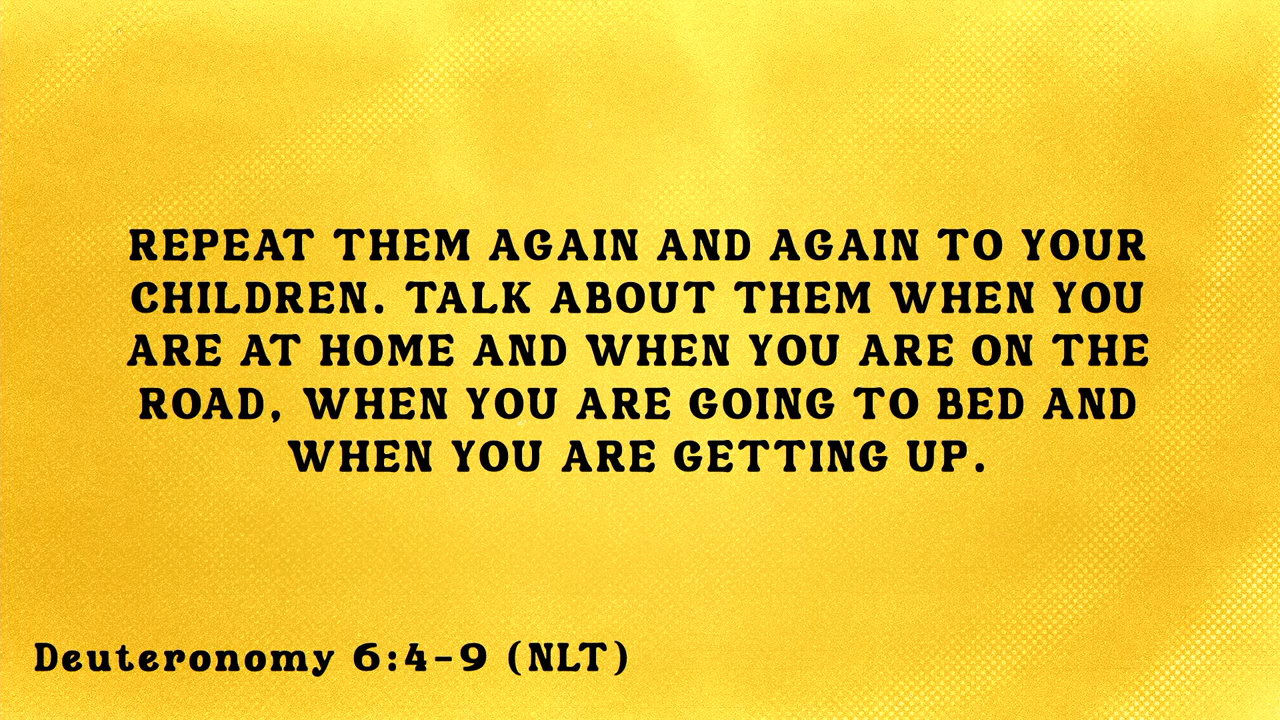 REPEAT THEM AGAIN AND AGAIN TO YOUR
CHILDREN. TALK ABOUT THEM WHEN YOU
ARE AT HOME AND WHEN YOU ARE ON THE
ROAD, WHEN YOU ARE GOING TO BED AND
WHEN YOU ARE GETTING UP.
Deuteronomy 6:4-9 (NLT)